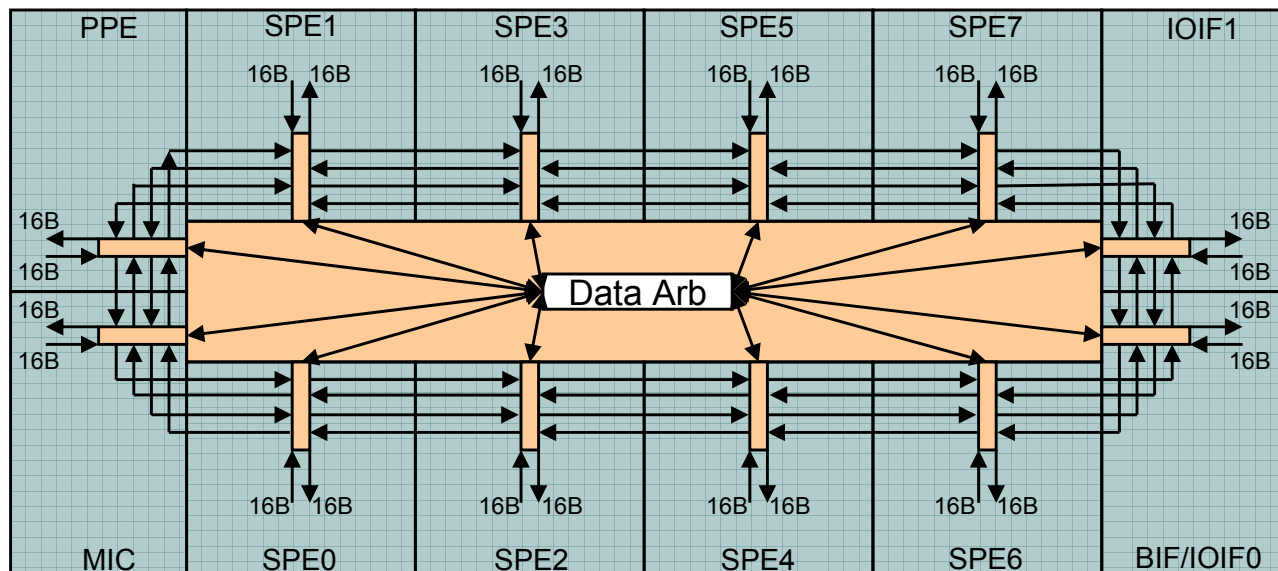 PPE SPE1 SPE3 SPE5 SPE7 IOIF1
16B 16B 16B 16B 16B 16B 16B 16B
16B 16B
16B 16B
Data Arb
16B 16B
16B 16B
16B 16B 16B 16B 16B 16B 16B 16B
MIC SPE0 SPE2 SPE4 SPE6 BIF/IOIF0